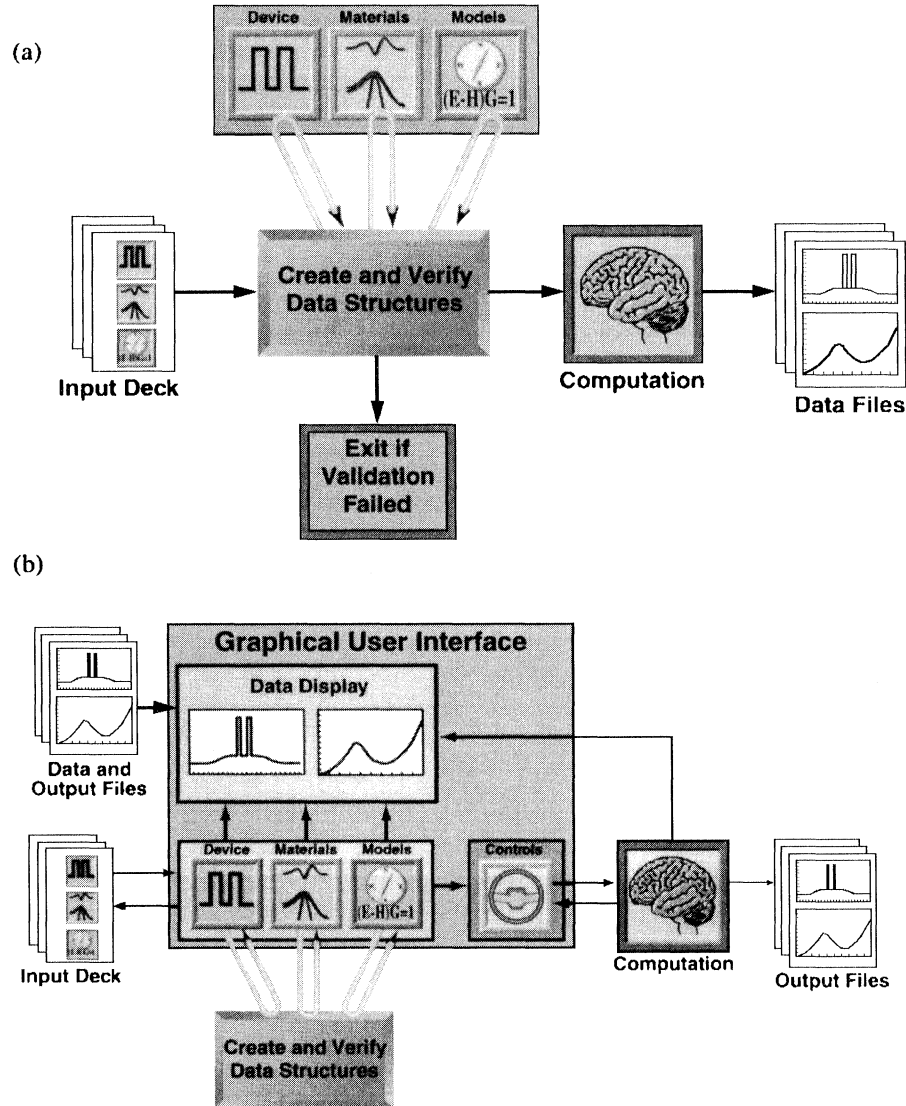 (a)
Device Materials Models
(E-H)G=1
Create and Verify
Data Structures
(E-H)G=1
Input Deck
Computation
Data Files
Exit if
Validation
Failed
(b)
Graphical User Interface
Data Display
Data and
Output Files
Device Materials Models Controls
(E-H)G=1
Input Deck
Computation
Output Files
Create and Verify
Data Structures